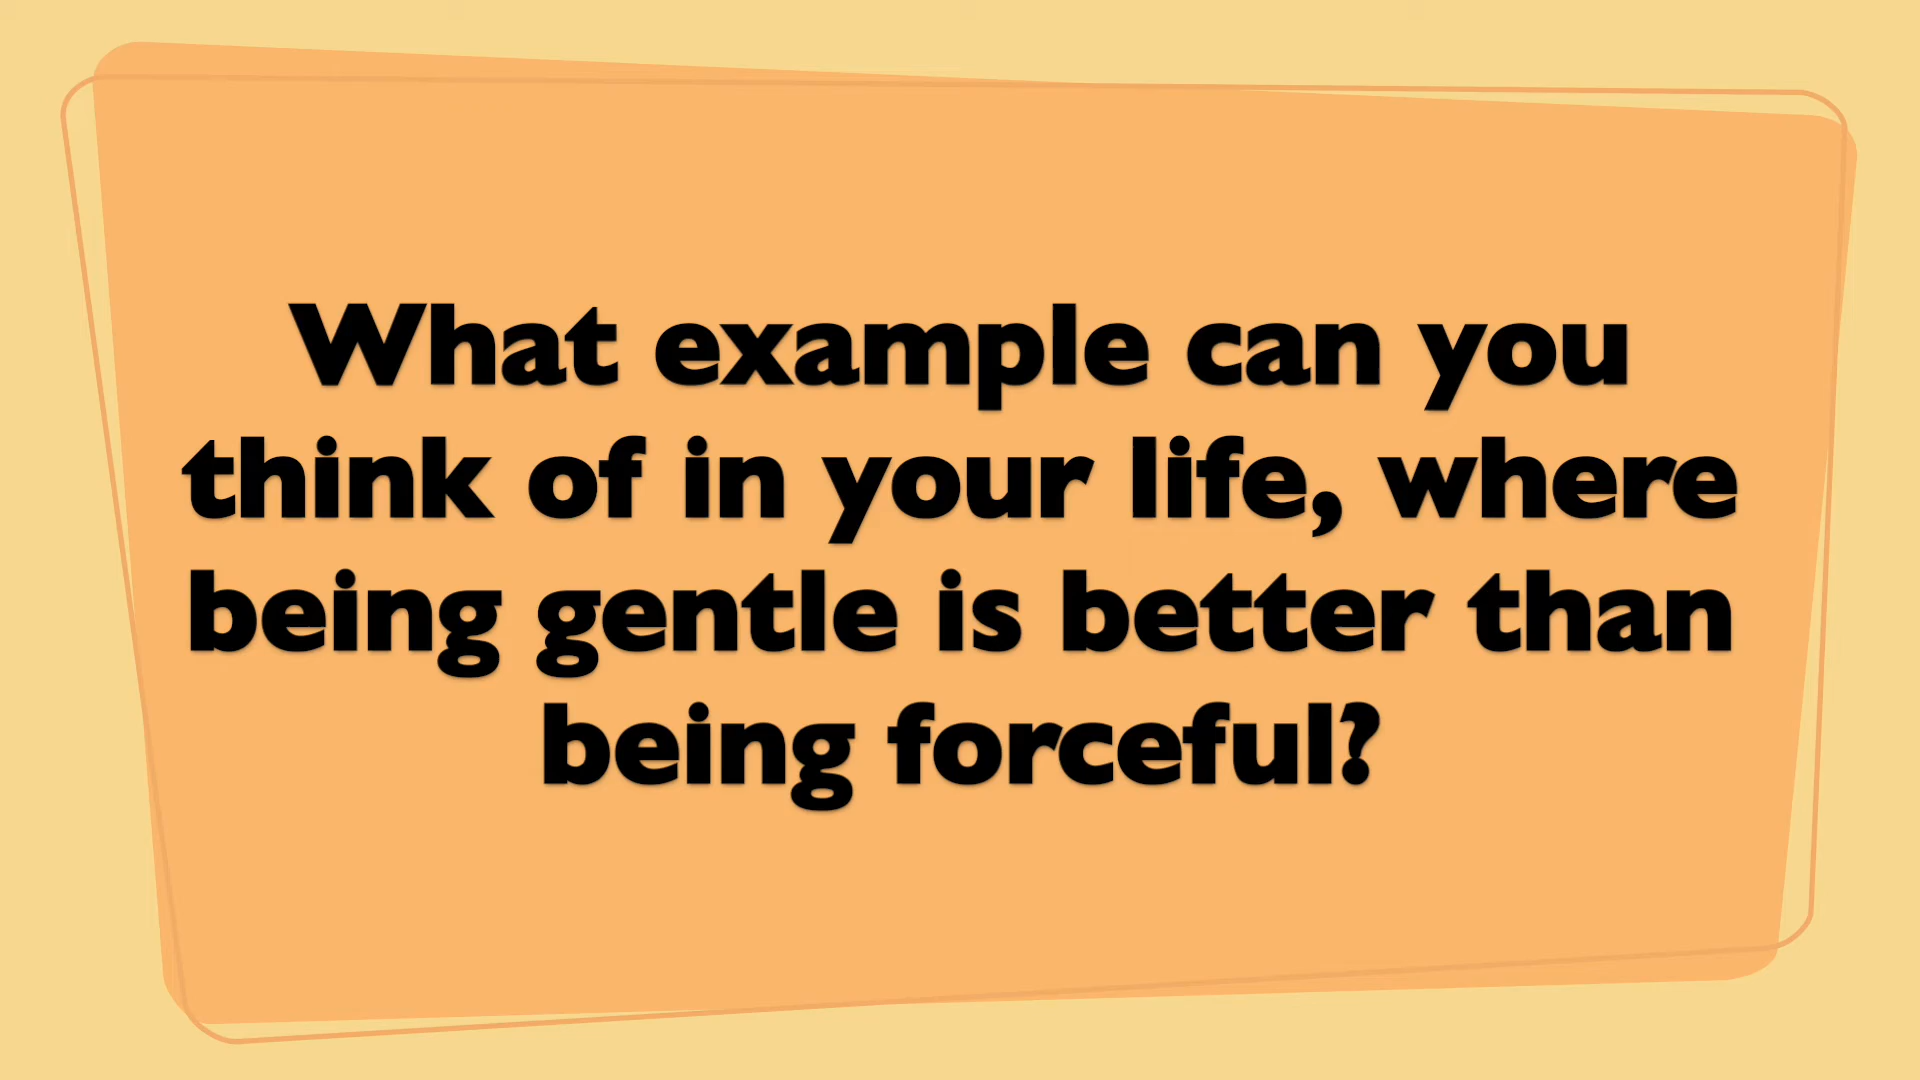 What example can you
think of in your life, where
being gentle is better than
being forceful?